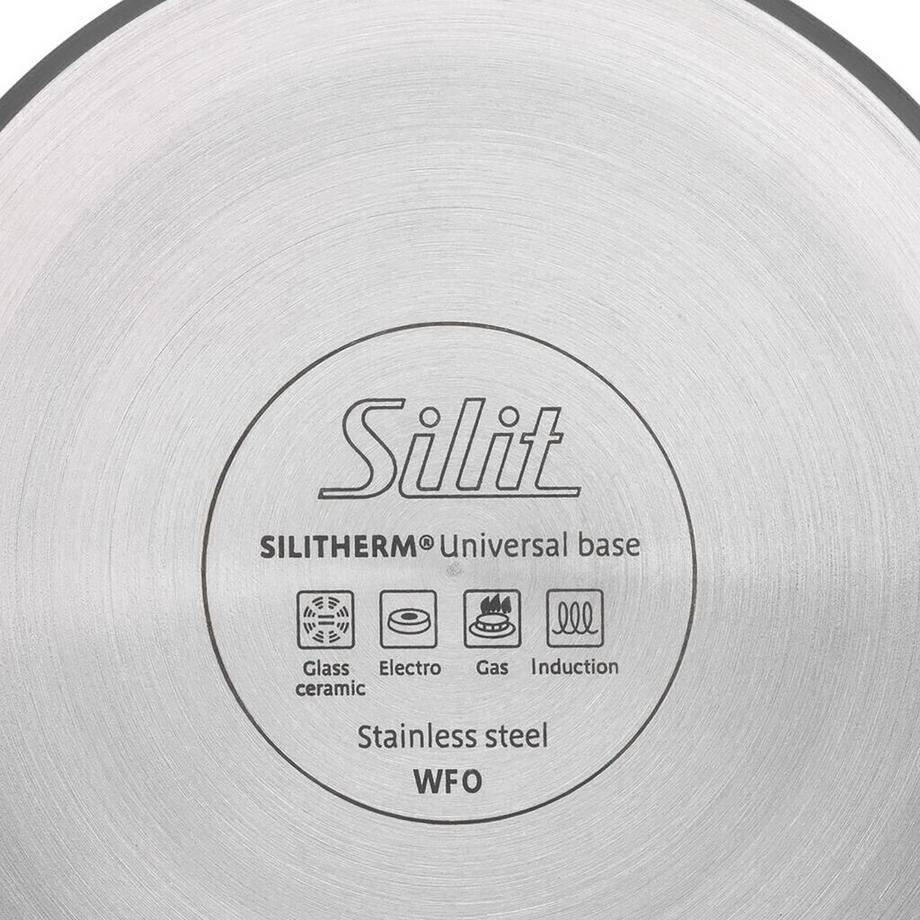 Silit
SILITHERM® Universal base
Glass ceramic
Electro
Gas
Induction
Stainless steel
WFO